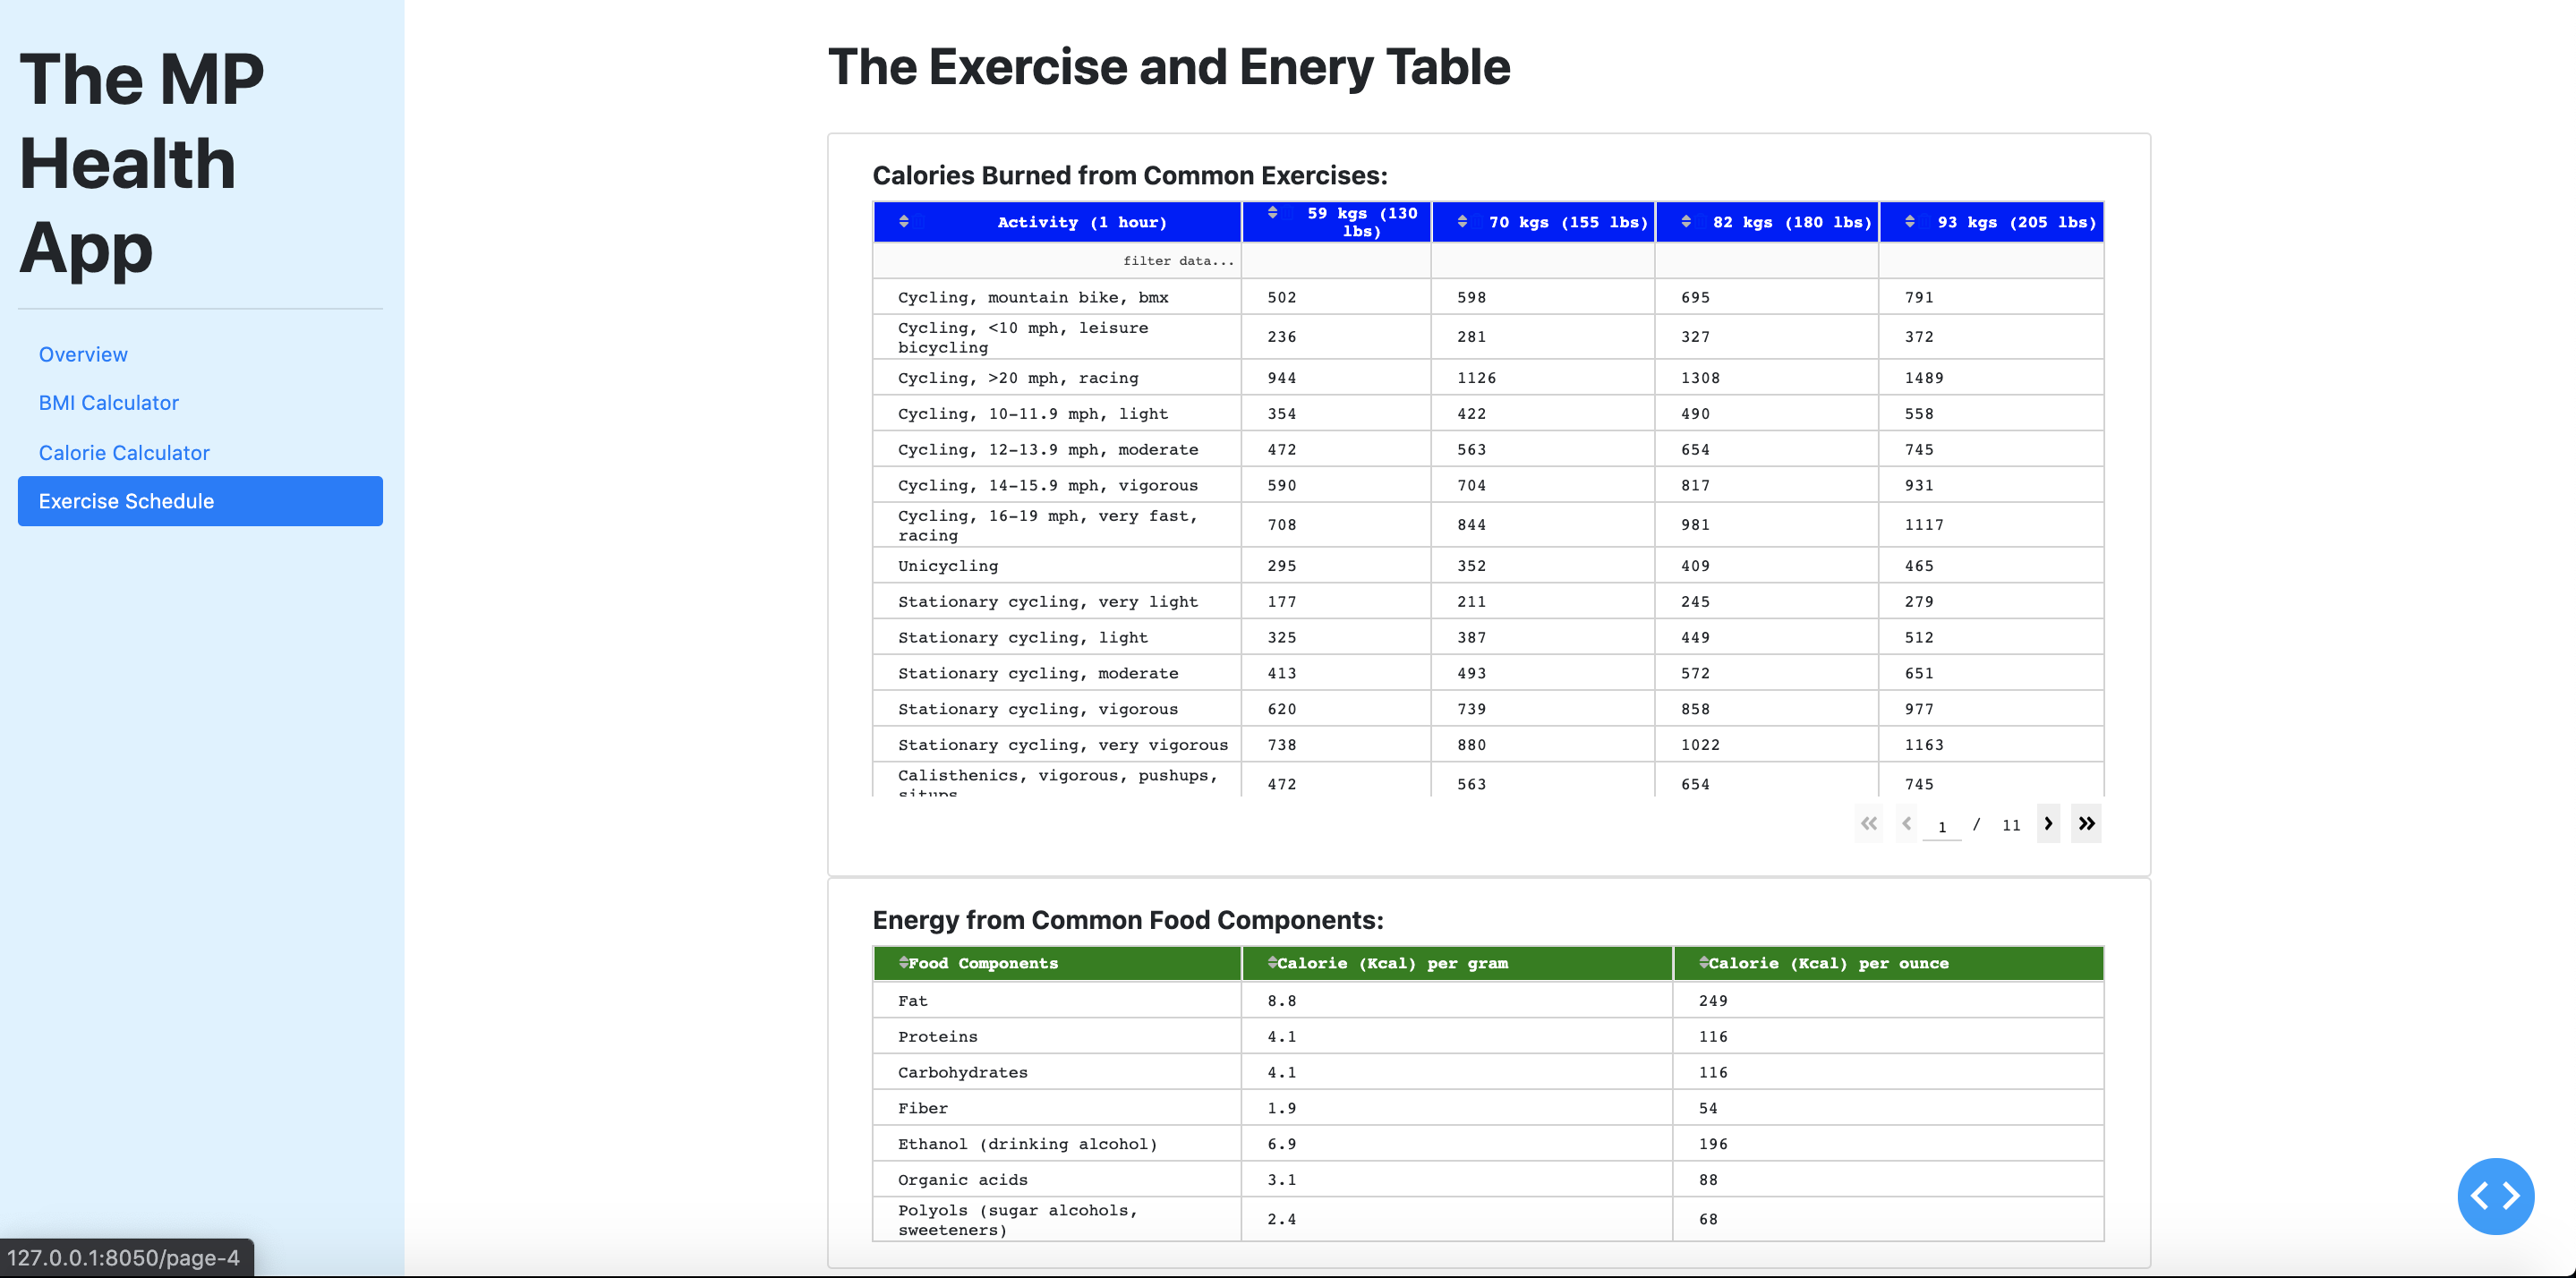 The MP
Health
App
Overview
BMI Calculator
Calorie Calculator
Exercise Schedule
The Exercise and Enery Table
Calories Burned from Common Exercises:
Activity (1 hour) 59 kgs (130 lbs) 70 kgs (155 lbs) 82 kgs (180 lbs) 93 kgs (205 lbs)
filter data...
Cycling, mountain bike, bmx 502 598 695 791
Cycling, <10 mph, leisure bicycling 236 281 327 372
Cycling, >20 mph, racing 944 1126 1308 1489
Cycling, 10-11.9 mph, light 354 422 490 558
Cycling, 12-13.9 mph, moderate 472 563 654 745
Cycling, 14-15.9 mph, vigorous 590 704 817 931
Cycling, 16-19 mph, very fast, racing 708 844 981 1117
Unicycling 295 352 409 465
Stationary cycling, very light 177 211 245 279
Stationary cycling, light 325 387 449 512
Stationary cycling, moderate 413 493 572 651
Stationary cycling, vigorous 620 739 858 977
Stationary cycling, very vigorous 738 880 1022 1163
Calisthenics, vigorous, pushups, situps 472 563 654 745
1 / 11
Energy from Common Food Components:
Food Components Calorie (Kcal) per gram Calorie (Kcal) per ounce
Fat 8.8 249
Proteins 4.1 116
Carbohydrates 4.1 116
Fiber 1.9 54
Ethanol (drinking alcohol) 6.9 196
Organic acids 3.1 88
Polyols (sugar alcohols, sweeteners) 2.4 68
127.0.0.1:8050/page-4